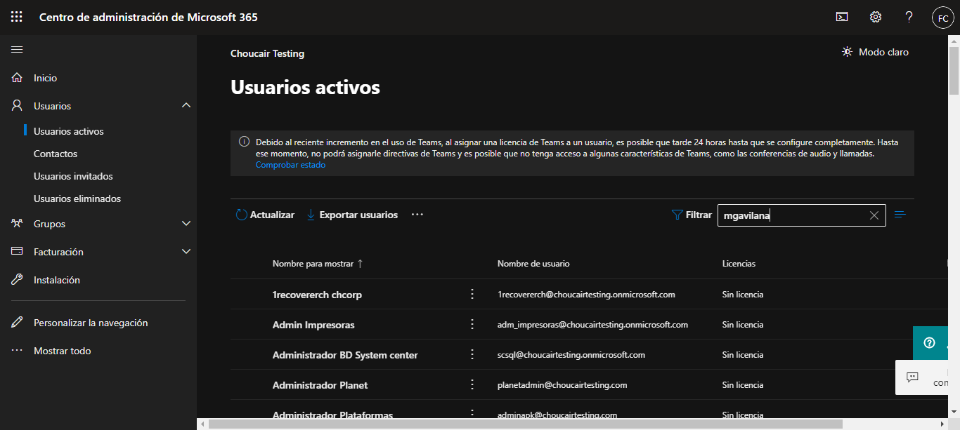 Centro de administración de Microsoft 365
?
FC
Choucair Testing
Modo claro
Inicio
Usuarios activos
Usuarios
Debido al reciente incremento en el uso de Teams, al asignar una licencia de Teams a un usuario, es posible que tarde 24 horas hasta que se configure completamente. Hasta
ese momento, no podrá asignarle directivas de Teams y es posible que no tenga acceso a algunas características de Teams, como las conferencias de audio y llamadas.
Comprobar estado
Usuarios activos
Contactos
Usuarios invitados
Usuarios eliminados
Grupos
Facturación
Instalación
Personalizar la navegación
Mostrar todo
Actualizar Exportar usuarios Filtrar mgavilana
Nombre para mostrar ↑ Nombre de usuario Licencias
1recovererch chcorp 1recovererch@choucairtesting.onmicrosoft.com Sin licencia
Admin Impresoras adm_impresoras@choucairtesting.onmicrosoft.com Sin licencia
Administrador BD System center scsql@choucairtesting.onmicrosoft.com Sin licencia
Administrador Planet planetadmin@choucairtesting.com Sin licencia
Administrador Plataformas adminapk@choucairtesting.com Sin licencia
?
con